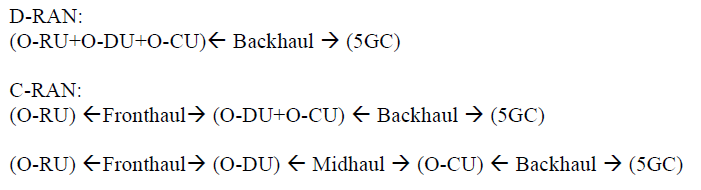 D-RAN:
(O-RU+O-DU+O-CU)← Backhaul → (5GC)
C-RAN:
(O-RU) ←Fronthaul→ (O-DU+O-CU) ← Backhaul → (5GC)
(O-RU) ←Fronthaul→ (O-DU) ← Midhaul → (O-CU) ← Backhaul → (5GC)